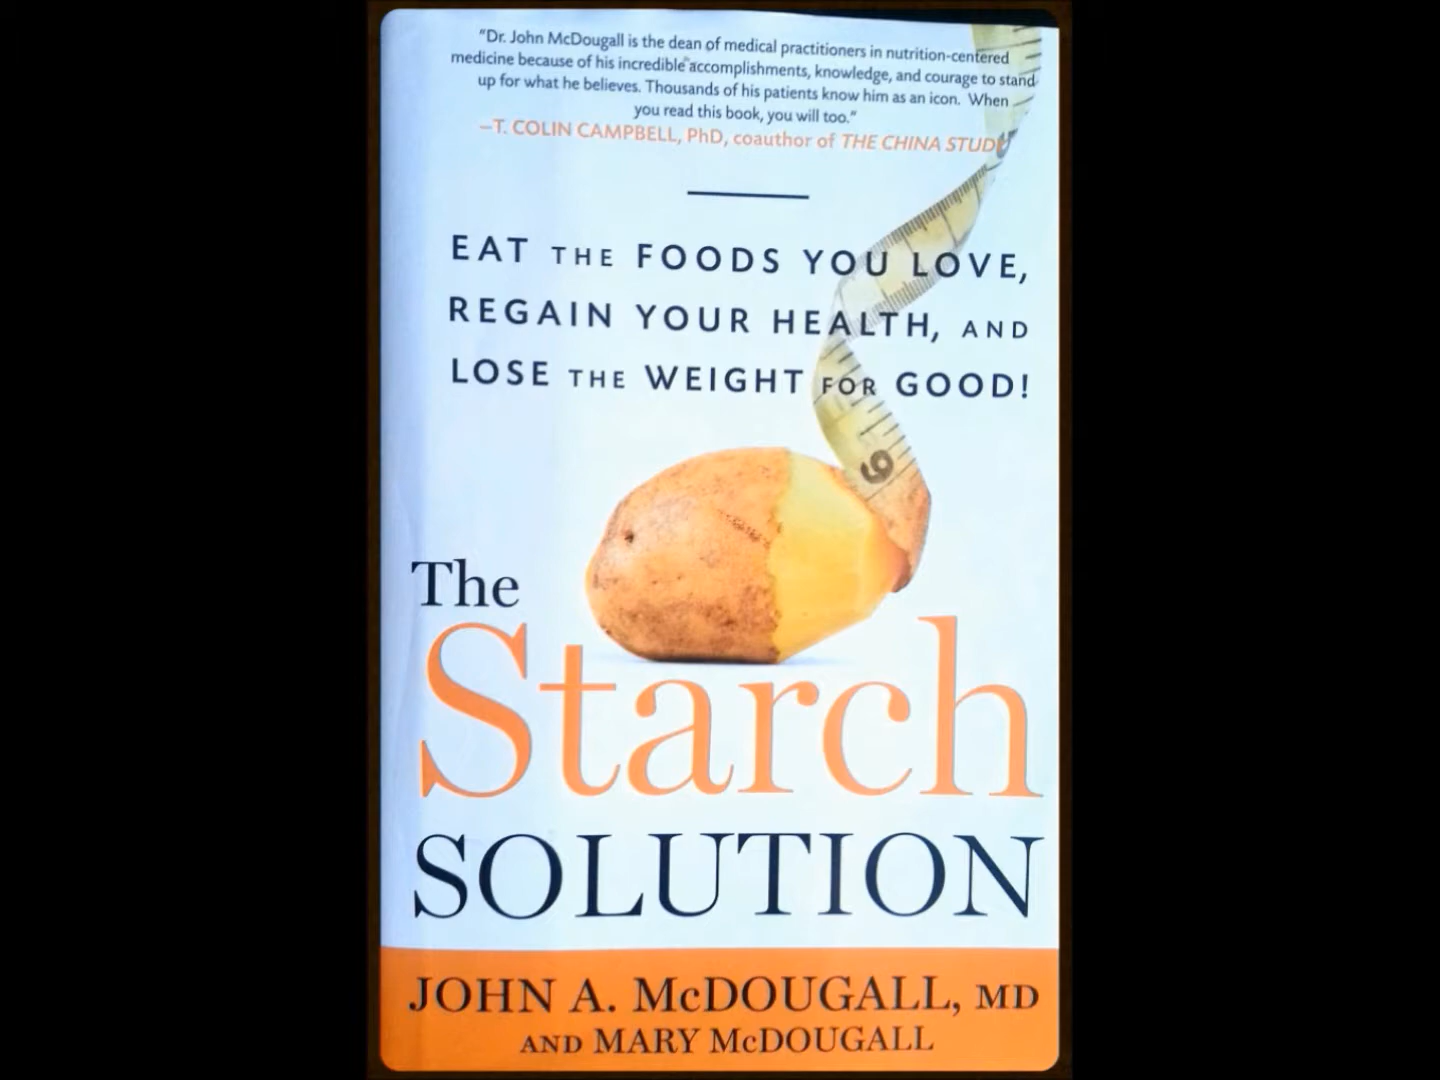 "Dr. John McDougall is the dean of medical practitioners in nutrition-centered
medicine because of his incredible accomplishments, knowledge, and courage to stand
up for what he believes. Thousands of his patients know him as an icon. When
you read this book, you will too."
—T. COLIN CAMPBELL, PhD, coauthor of THE CHINA STUDY
EAT THE FOODS YOU LOVE,
REGAIN YOUR HEALTH, AND
LOSE THE WEIGHT FOR GOOD!
9
The
Starch
SOLUTION
JOHN A. McDOUGALL, MD
AND MARY McDOUGALL